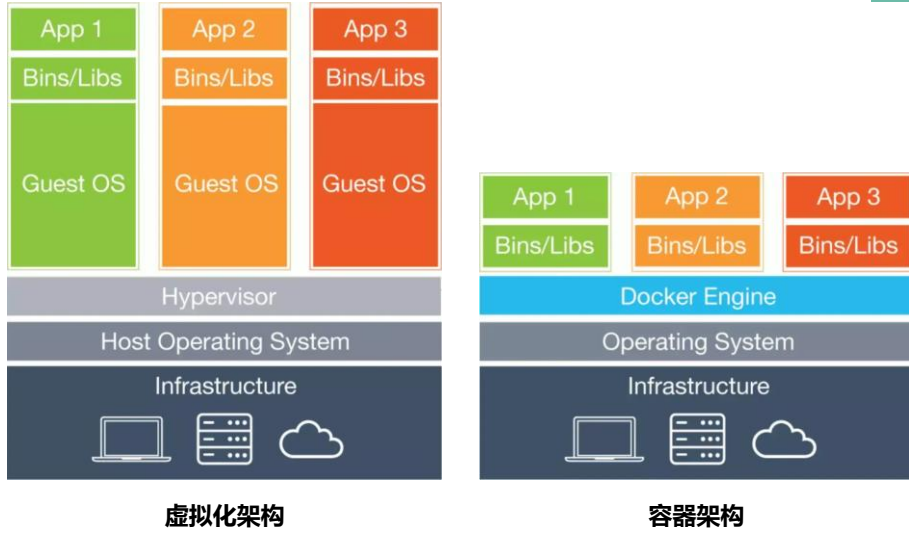 App 1
App 2
App 3
Bins/Libs
Bins/Libs
Bins/Libs
Guest OS
Guest OS
Guest OS
Hypervisor
Host Operating System
Infrastructure
虚拟化架构
App 1
App 2
App 3
Bins/Libs
Bins/Libs
Bins/Libs
Docker Engine
Operating System
Infrastructure
容器架构